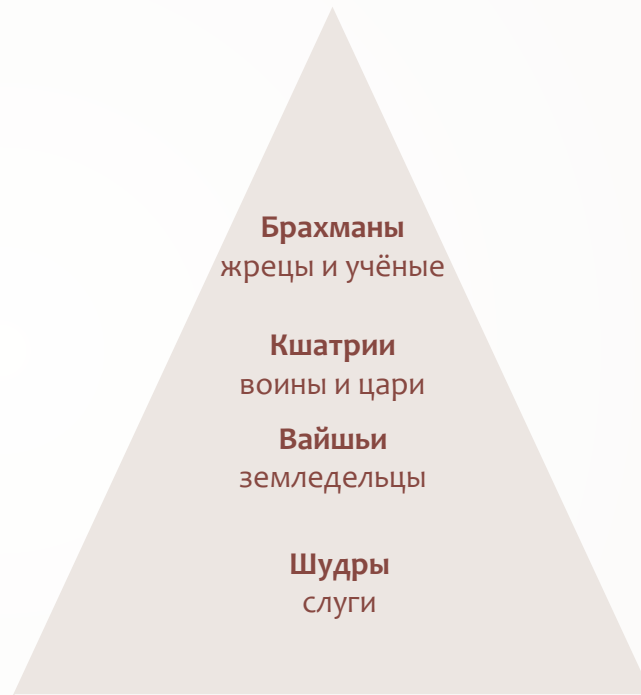 Брахманы
жрецы и учёные
Кшатрии
воины и цари
Вайшьи
земледельцы
Шудры
слуги